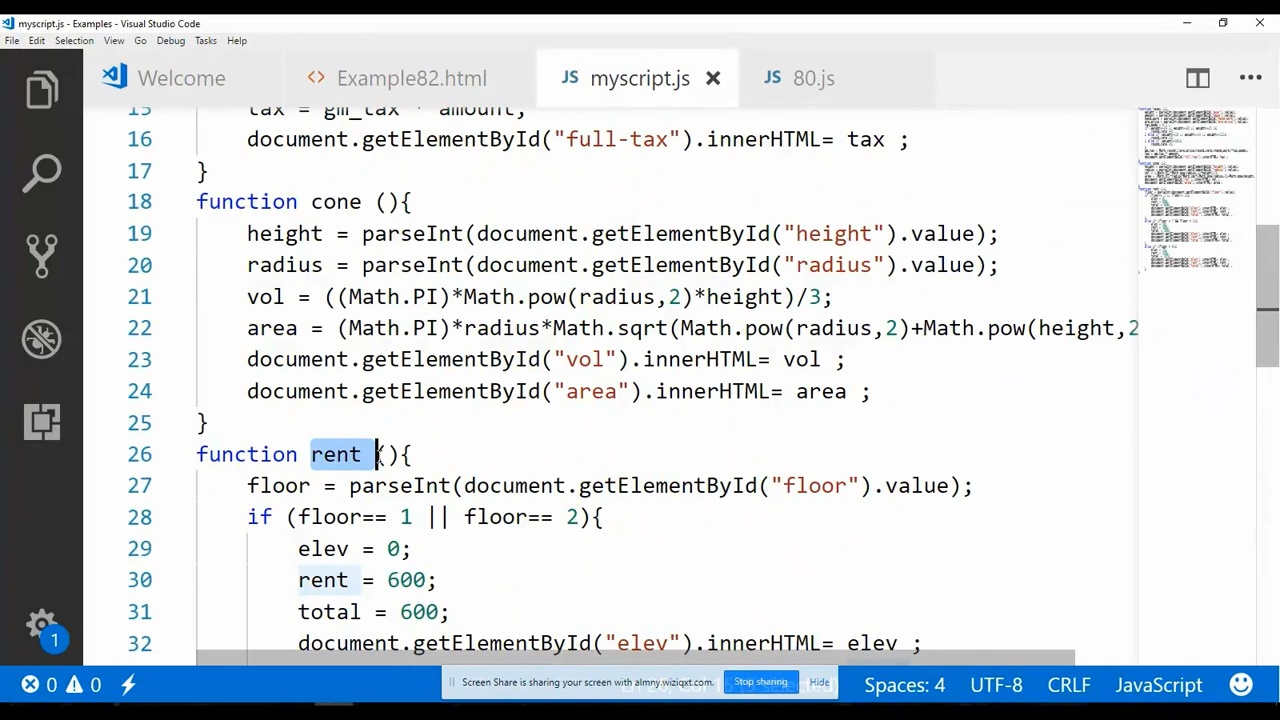 myscript.js - Examples - Visual Studio Code
File Edit Selection View Go Debug Tasks Help
Welcome <> Example82.html JS myscript.js JS 80.js
15 tax = gm_tax * amount;
16 document.getElementById("full-tax").innerHTML= tax ;
17 }
18 function cone (){
19 height = parseInt(document.getElementById("height").value);
20 radius = parseInt(document.getElementById("radius").value);
21 vol = ((Math.PI)*Math.pow(radius,2)*height)/3;
22 area = (Math.PI)*radius*Math.sqrt(Math.pow(radius,2)+Math.pow(height,2
23 document.getElementById("vol").innerHTML= vol ;
24 document.getElementById("area").innerHTML= area ;
25 }
26 function rent (){
27 floor = parseInt(document.getElementById("floor").value);
28 if (floor== 1 || floor== 2){
29 elev = 0;
30 rent = 600;
31 total = 600;
32 document.getElementById("elev").innerHTML= elev ;
1
0 0 Screen Share is sharing your screen with almny.wiziqxt.com. Stop sharing Hide Spaces: 4 UTF-8 CRLF JavaScript